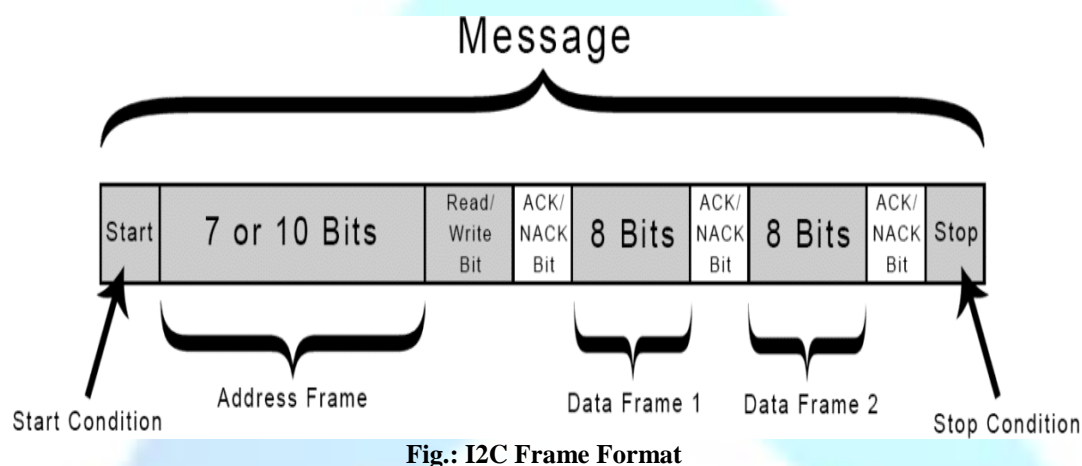 Message
Start
7 or 10 Bits
Read/
Write
Bit
ACK/
NACK
Bit
8 Bits
ACK/
NACK
Bit
8 Bits
ACK/
NACK
Bit
Stop
Start Condition
Address Frame
Data Frame 1
Data Frame 2
Stop Condition
Fig.: I2C Frame Format